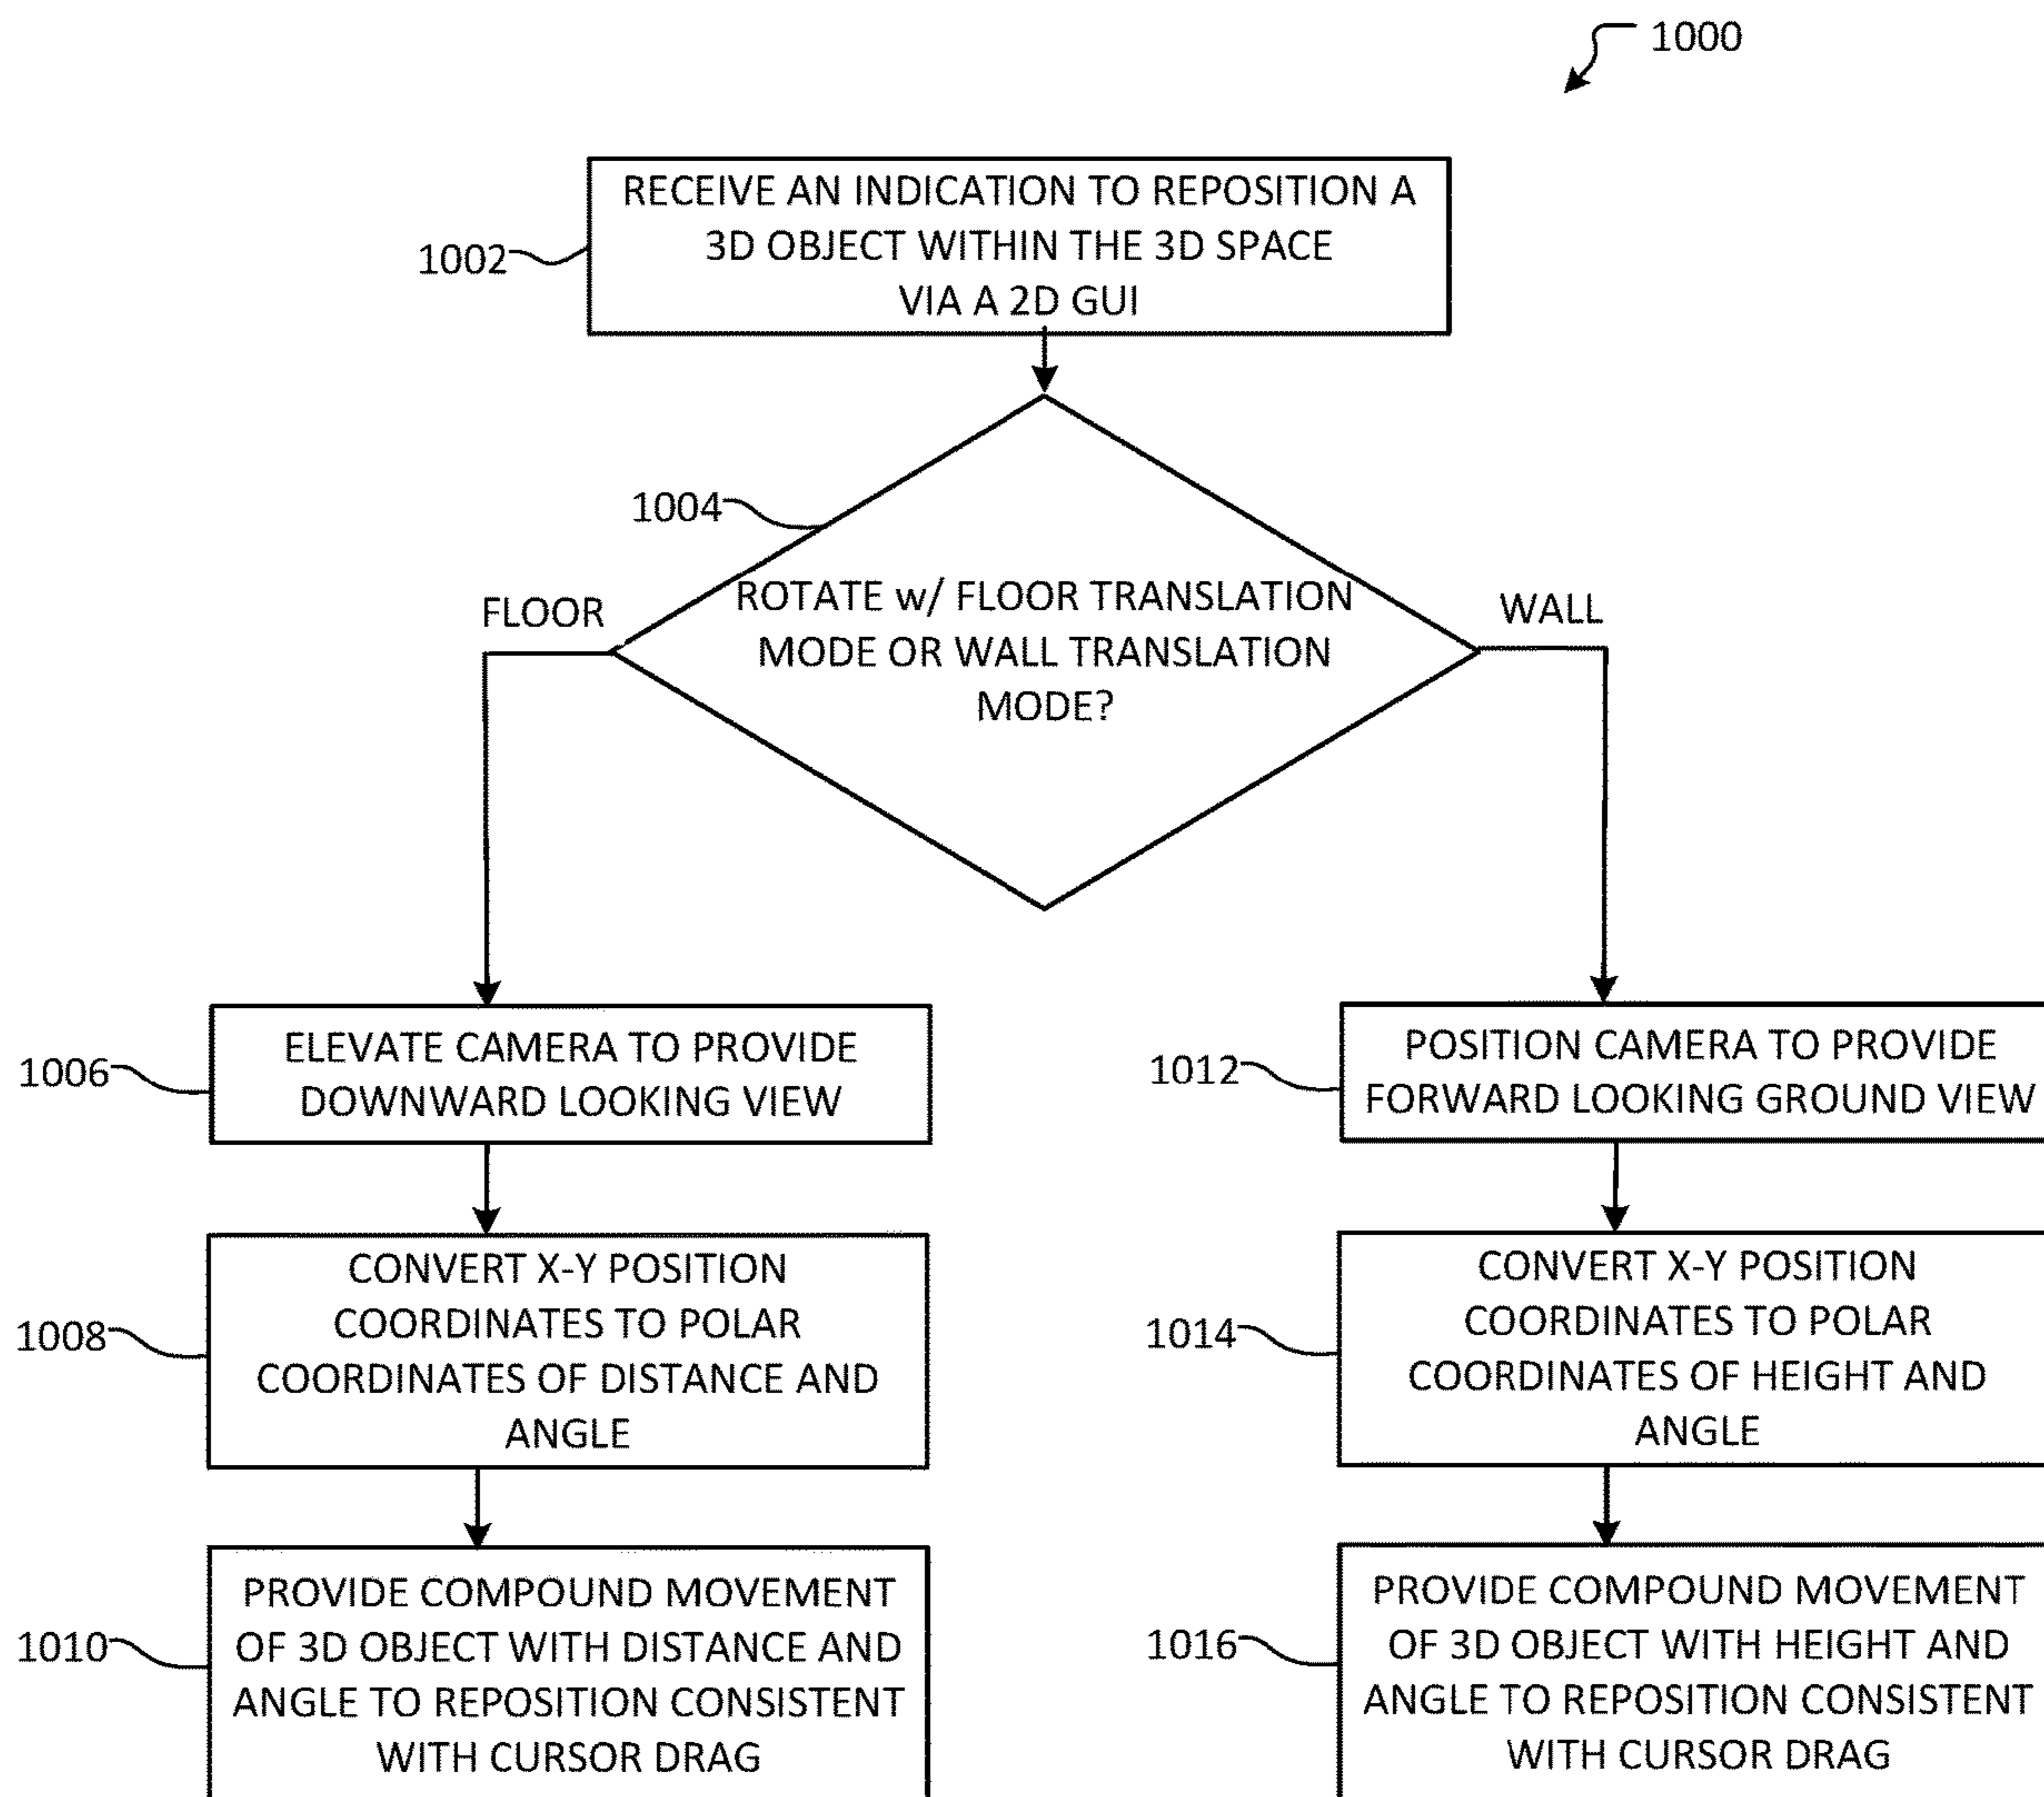 1000
RECEIVE AN INDICATION TO REPOSITION A
3D OBJECT WITHIN THE 3D SPACE
VIA A 2D GUI
1002
1004
ROTATE w/ FLOOR TRANSLATION
MODE OR WALL TRANSLATION
MODE?
FLOOR
WALL
ELEVATE CAMERA TO PROVIDE
DOWNWARD LOOKING VIEW
1006
CONVERT X-Y POSITION
COORDINATES TO POLAR
COORDINATES OF DISTANCE AND
ANGLE
1008
PROVIDE COMPOUND MOVEMENT
OF 3D OBJECT WITH DISTANCE AND
ANGLE TO REPOSITION CONSISTENT
WITH CURSOR DRAG
1010
POSITION CAMERA TO PROVIDE
FORWARD LOOKING GROUND VIEW
1012
CONVERT X-Y POSITION
COORDINATES TO POLAR
COORDINATES OF HEIGHT AND
ANGLE
1014
PROVIDE COMPOUND MOVEMENT
OF 3D OBJECT WITH HEIGHT AND
ANGLE TO REPOSITION CONSISTENT
WITH CURSOR DRAG
1016